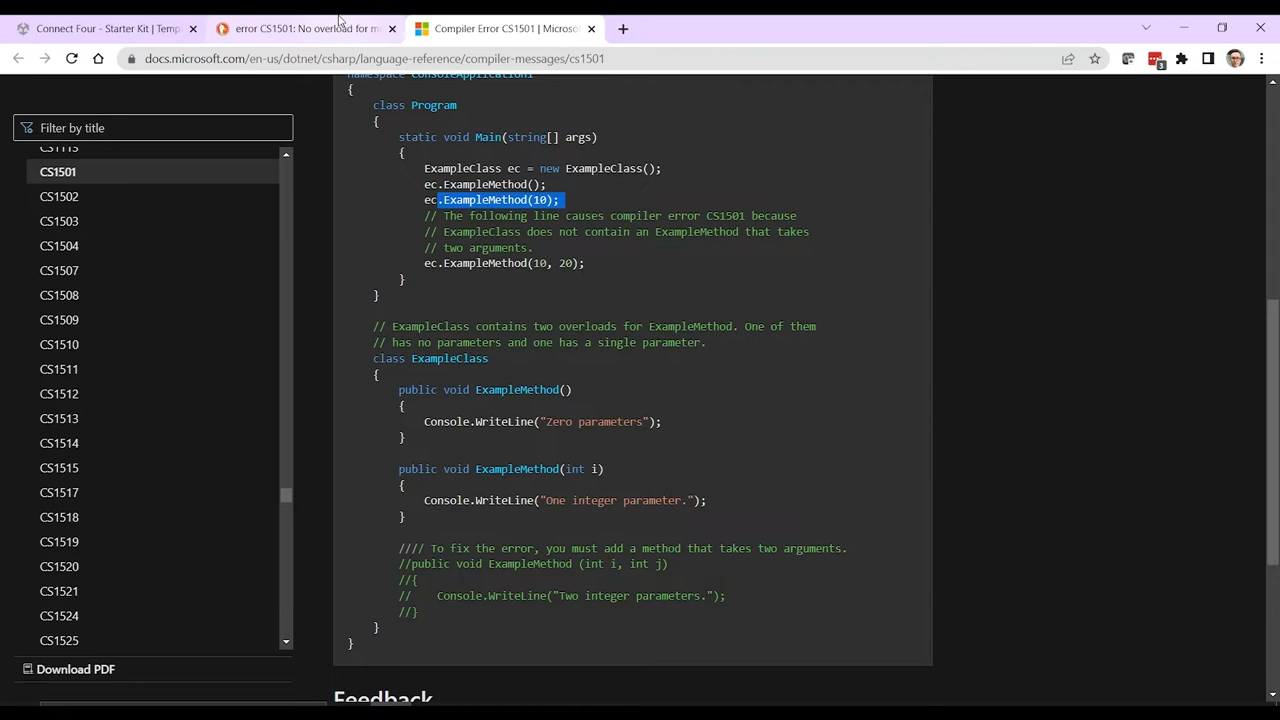 Connect Four - Starter Kit | Temp
error CS1501: No overload for m
Compiler Error CS1501 | Microso
docs.microsoft.com/en-us/dotnet/csharp/language-reference/compiler-messages/cs1501
3
Filter by title
CS1113
CS1501
CS1502
CS1503
CS1504
CS1507
CS1508
CS1509
CS1510
CS1511
CS1512
CS1513
CS1514
CS1515
CS1517
CS1518
CS1519
CS1520
CS1521
CS1524
CS1525
Download PDF
namespace ConsoleApplication1
{
class Program
{
static void Main(string[] args)
{
ExampleClass ec = new ExampleClass();
ec.ExampleMethod();
ec.ExampleMethod(10);
// The following line causes compiler error CS1501 because
// ExampleClass does not contain an ExampleMethod that takes
// two arguments.
ec.ExampleMethod(10, 20);
}
}
// ExampleClass contains two overloads for ExampleMethod. One of them
// has no parameters and one has a single parameter.
class ExampleClass
{
public void ExampleMethod()
{
Console.WriteLine("Zero parameters");
}
public void ExampleMethod(int i)
{
Console.WriteLine("One integer parameter.");
}
//// To fix the error, you must add a method that takes two arguments.
//public void ExampleMethod (int i, int j)
//{
// Console.WriteLine("Two integer parameters.");
//}
}
}
Feedback